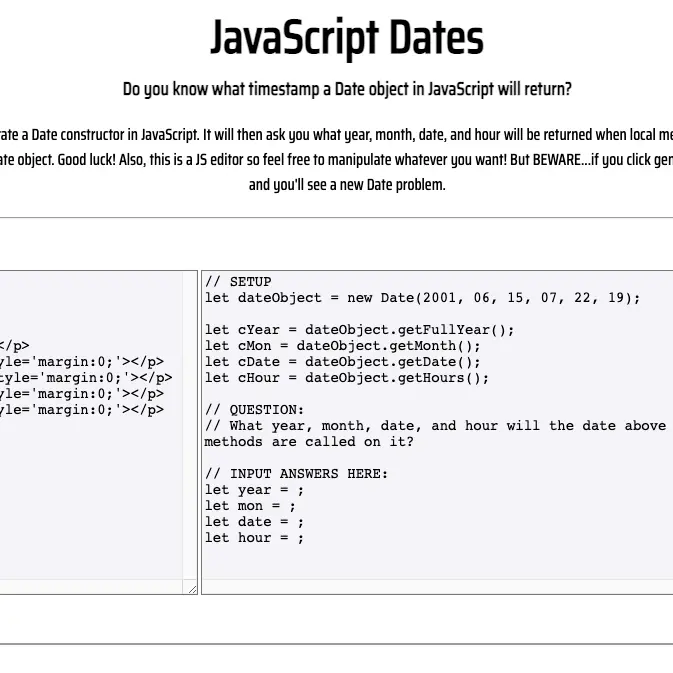 JavaScript Dates
Do you know what timestamp a Date object in JavaScript will return?
rate a Date constructor in JavaScript. It will then ask you what year, month, date, and hour will be returned when local me
ate object. Good luck! Also, this is a JS editor so feel free to manipulate whatever you want! But BEWARE...if you click gen
and you'll see a new Date problem.
</p>
yle='margin:0;'></p>
tyle='margin:0;'></p>
yle='margin:0;'></p>
yle='margin:0;'></p>
// SETUP
let dateObject = new Date(2001, 06, 15, 07, 22, 19);
let cYear = dateObject.getFullYear();
let cMon = dateObject.getMonth();
let cDate = dateObject.getDate();
let cHour = dateObject.getHours();
// QUESTION:
// What year, month, date, and hour will the date above
methods are called on it?
// INPUT ANSWERS HERE:
let year = ;
let mon = ;
let date = ;
let hour = ;